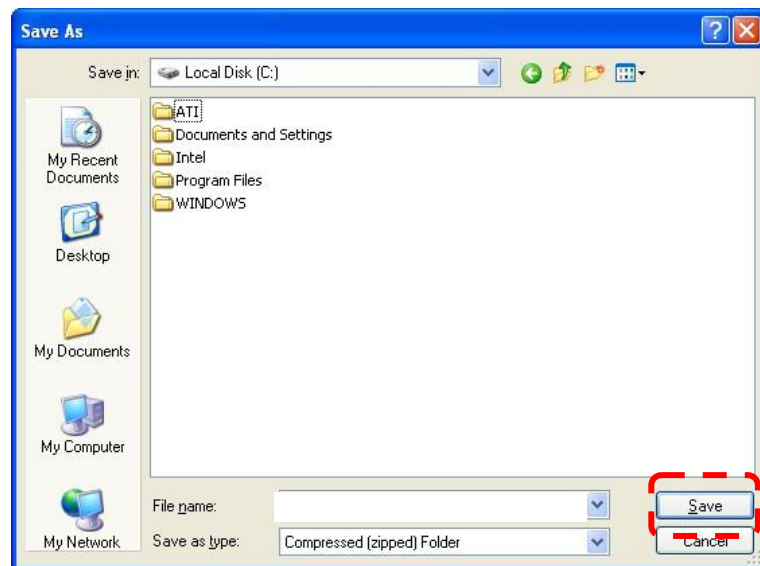 Save As
Save in: Local Disk (C:)
My Recent
Documents
Desktop
My Documents
My Computer
My Network
ATI
Documents and Settings
Intel
Program Files
WINDOWS
File name:
Save
Save as type: Compressed (zipped) Folder
Cancel